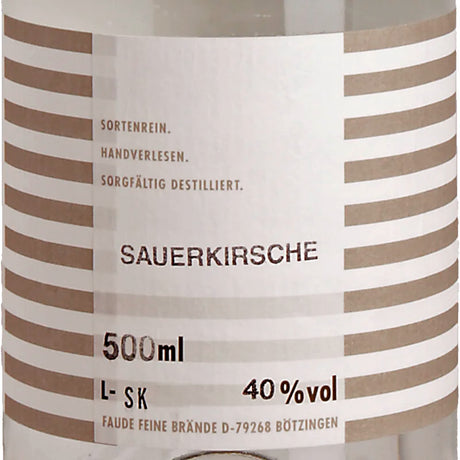 SORTENREIN.
HANDVERLESEN.
SORGFÄLTIG DESTILLIERT.
SAUERKIRSCHE
500ml
L- SK 40%vol
FAUDE FEINE BRÄNDE D-79268 BÖTZINGEN